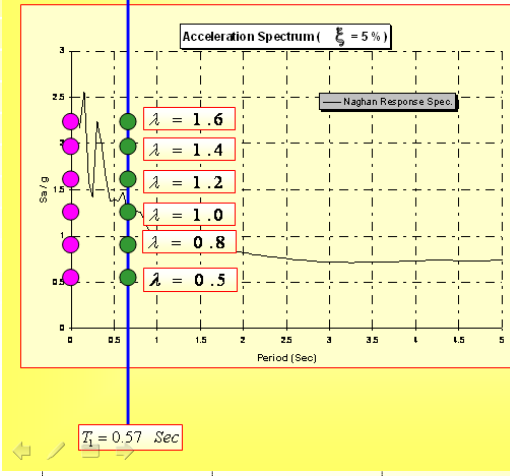 Acceleration Spectrum ( ξ = 5 % )
3
2.5
Naghan Response Spec.
λ = 1.6
2
λ = 1.4
Sa / g
1.5
λ = 1.2
λ = 1.0
1
λ = 0.8
0.5
λ = 0.5
0
0 0.5 1 1.5 2 2.5 3 3.5 4 4.5 5
Period (Sec)
T₁ = 0.57 Sec